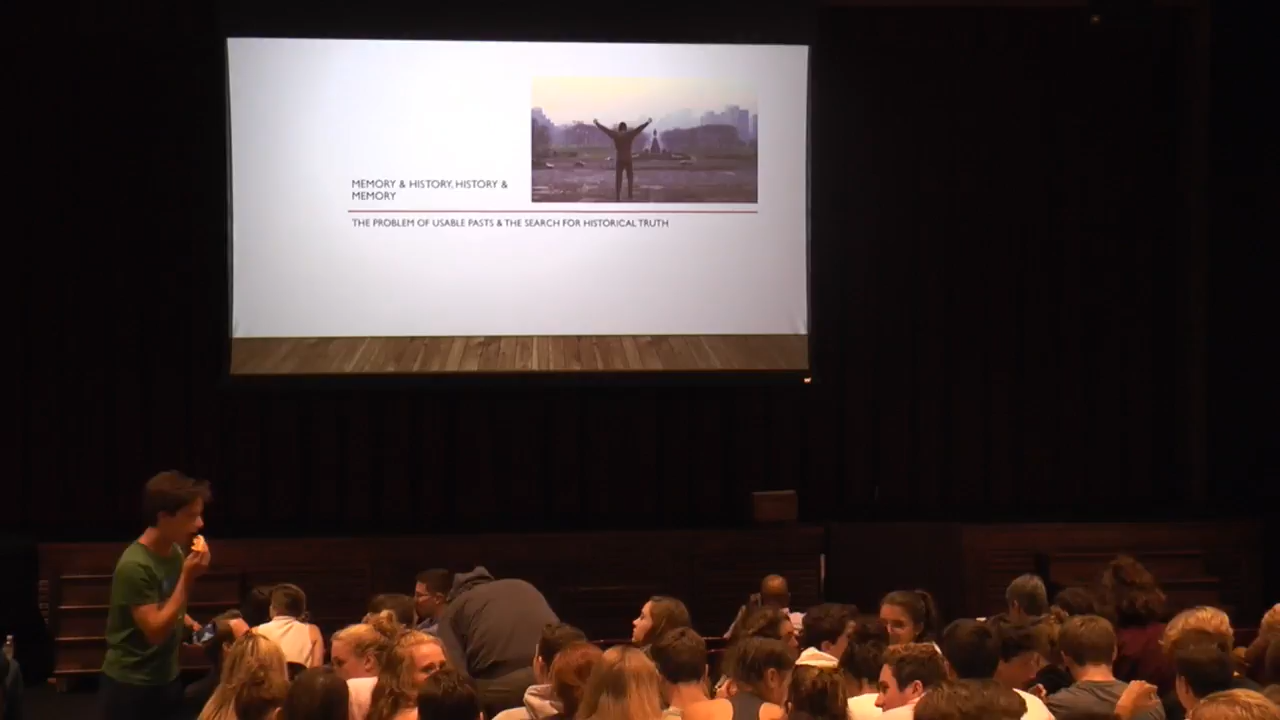 MEMORY & HISTORY, HISTORY &
MEMORY
THE PROBLEM OF USABLE PASTS & THE SEARCH FOR HISTORICAL TRUTH